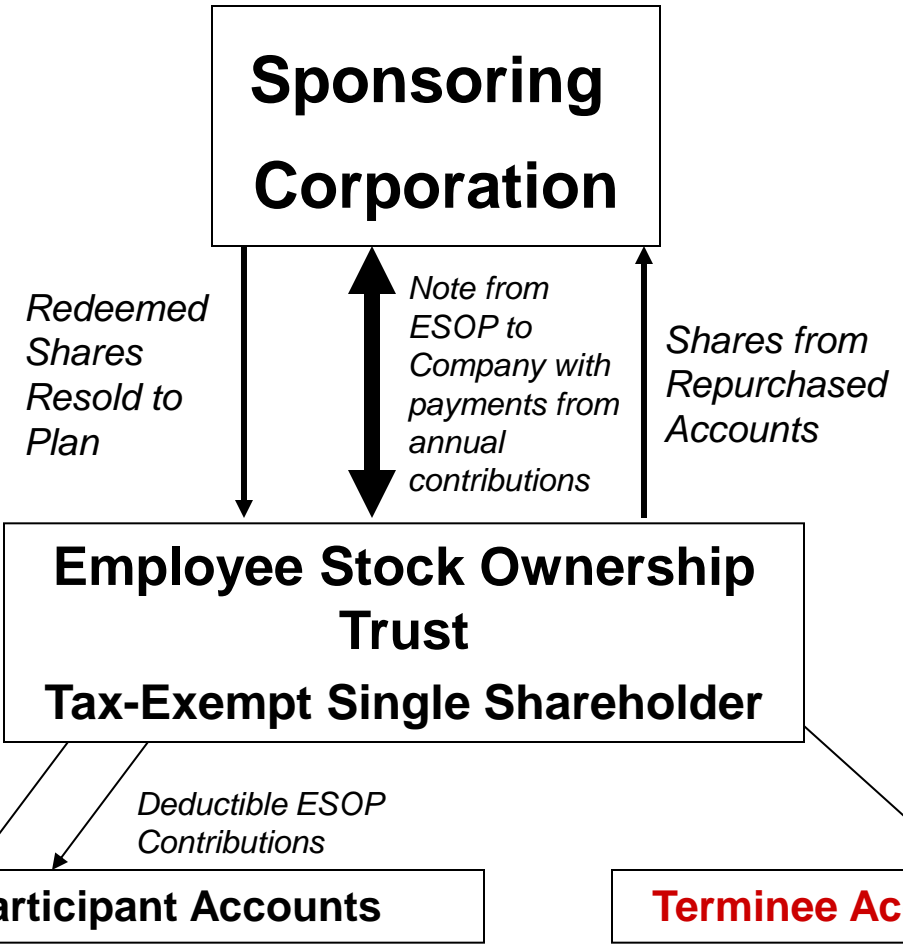 Sponsoring
Corporation
Redeemed
Shares
Resold to
Plan
Note from
ESOP to
Company with
payments from
annual
contributions
Shares from
Repurchased
Accounts
Employee Stock Ownership
Trust
Tax-Exempt Single Shareholder
Deductible ESOP
Contributions
articipant Accounts
Terminee Ac